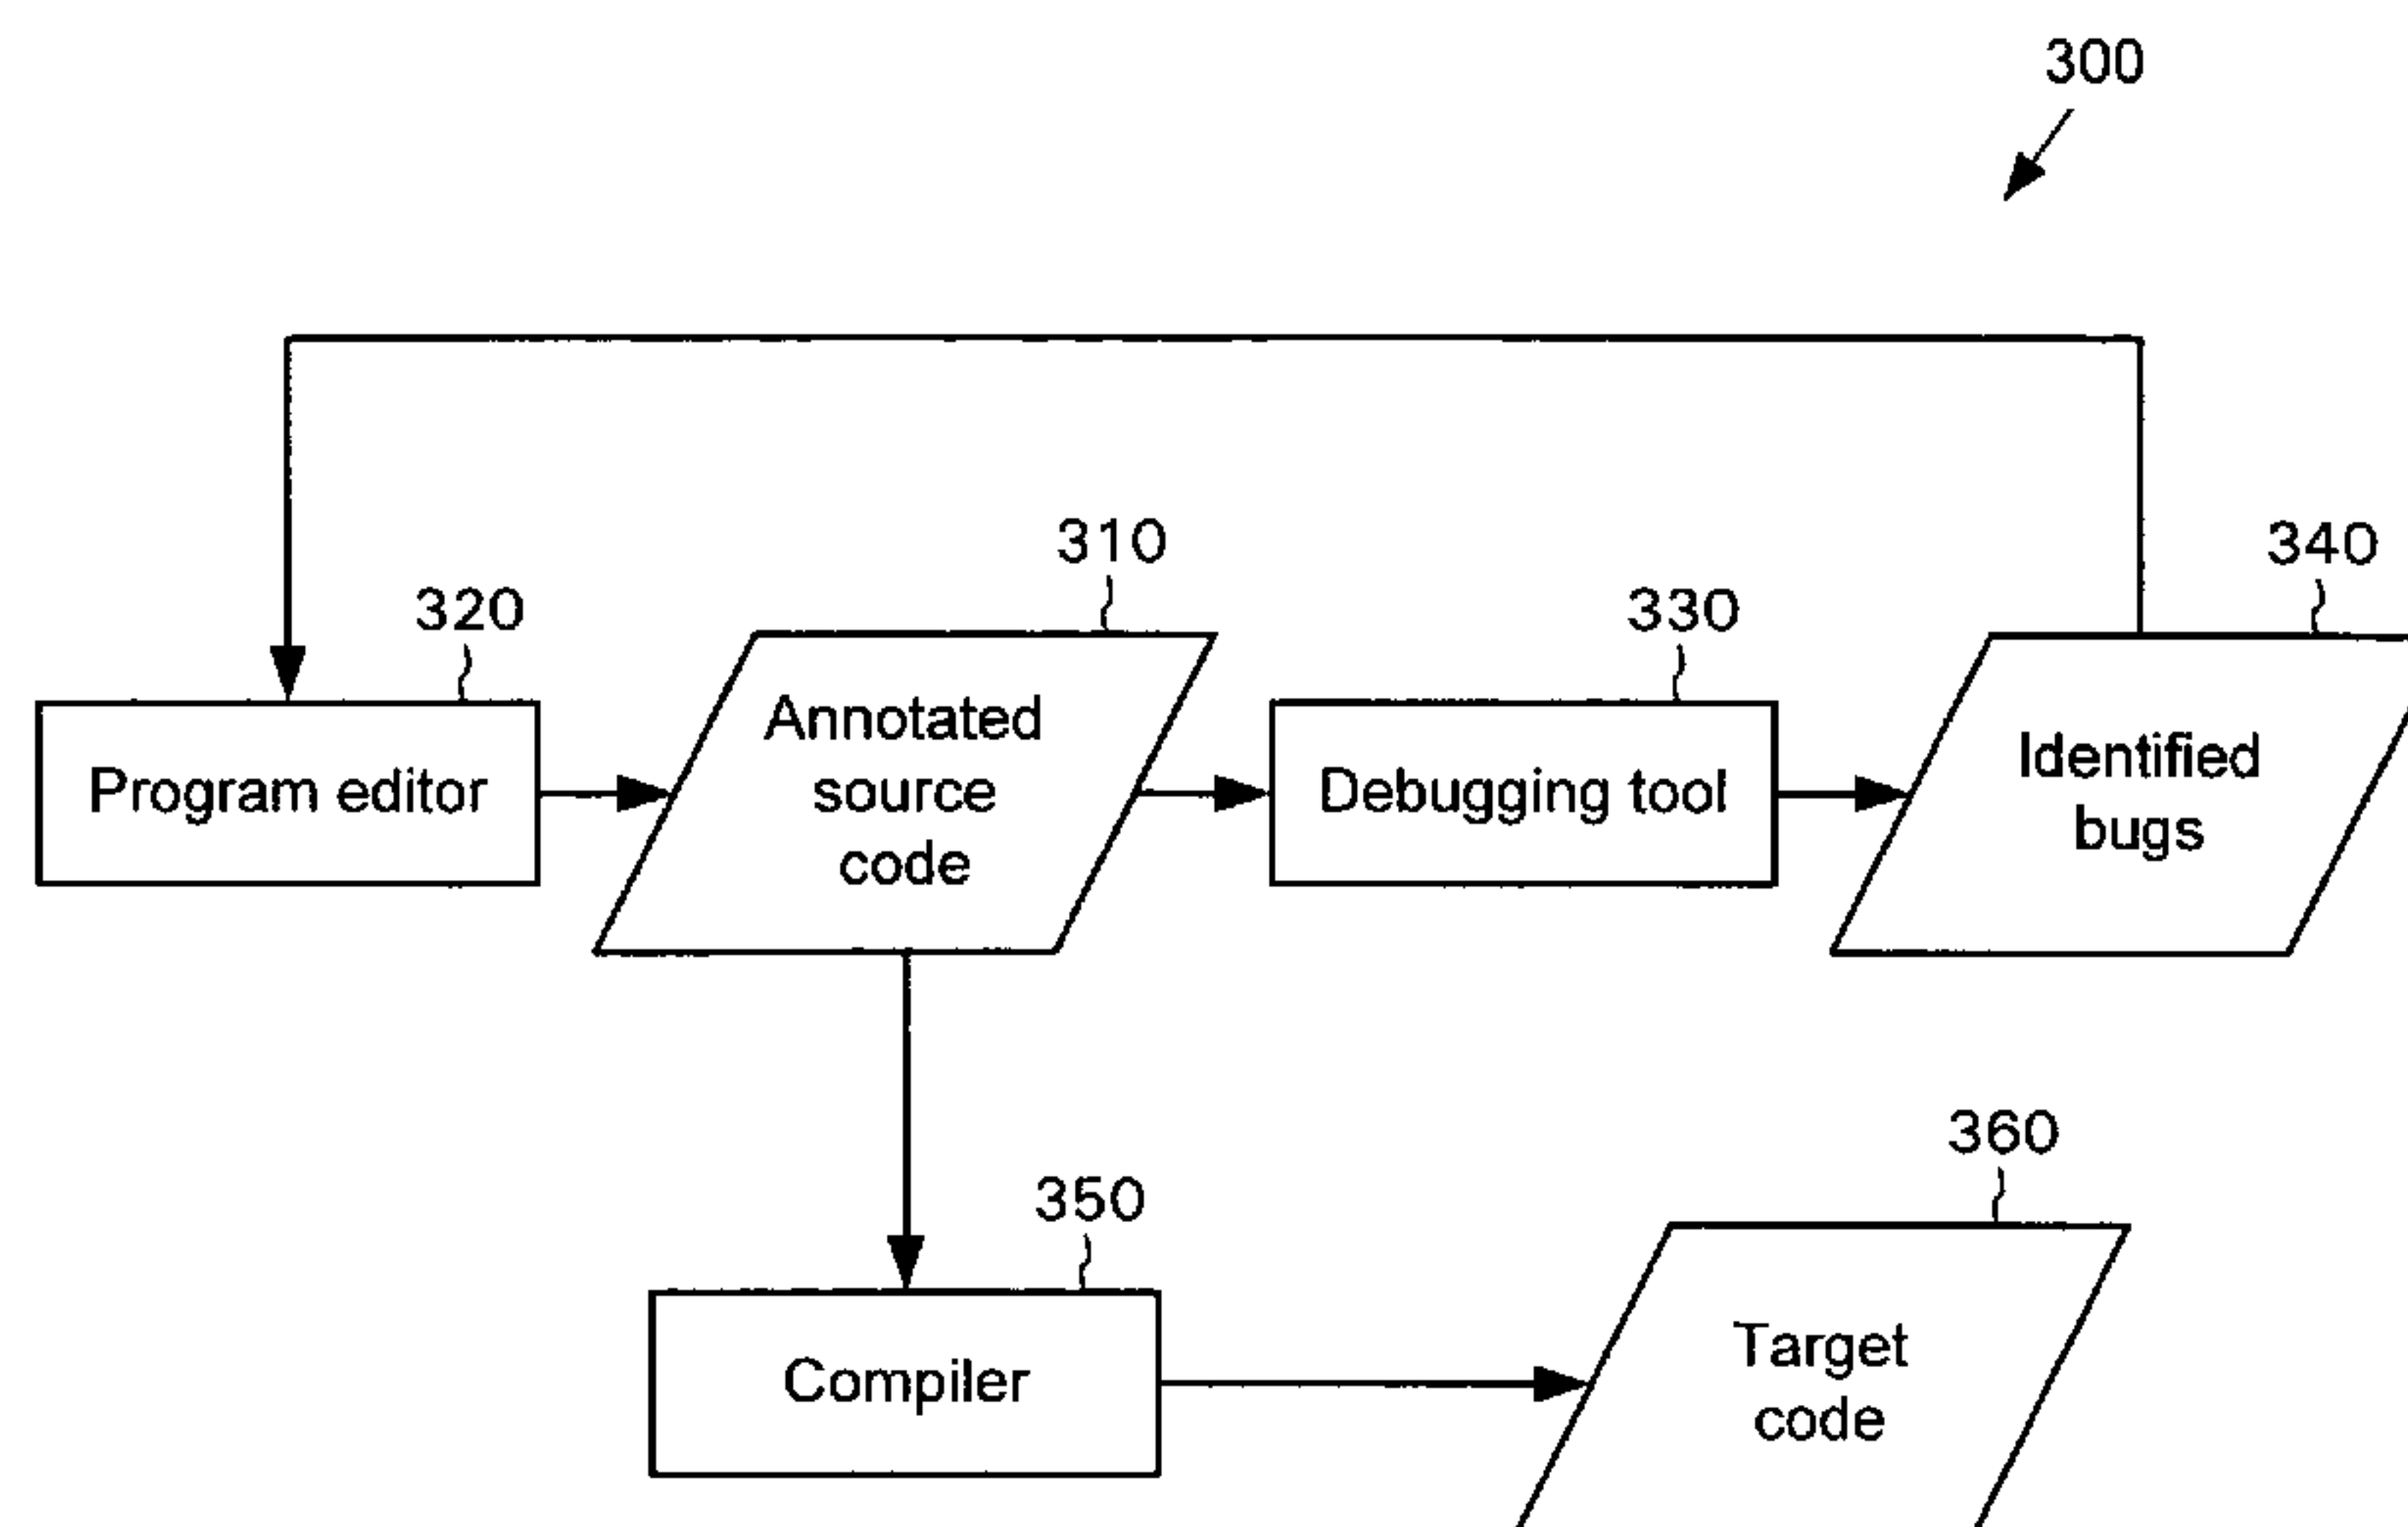 300
310
340
320
330
Annotated
source
code
Program editor
Debugging tool
Identified
bugs
360
350
Target
code
Compiler